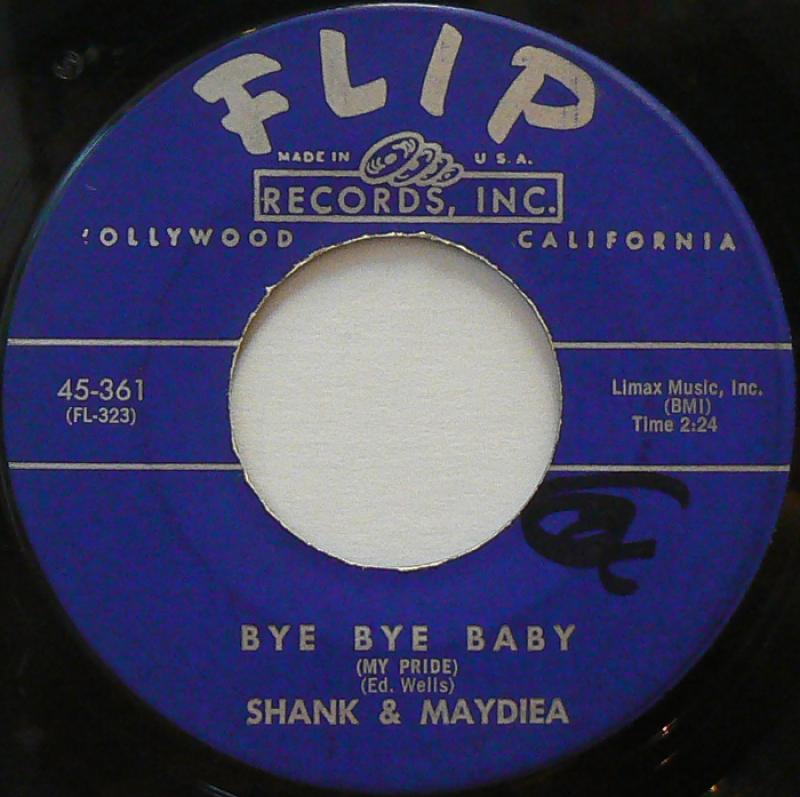 FLIP
MADE IN U S. A.
RECORDS, INC.
OLLYWOOD CALIFORNIA
45-361
(FL-323)
Limax Music, Inc.
(BMI)
Time 2:24
BYE BYE BABY
(MY PRIDE)
(Ed. Wells)
SHANK & MAYDIEA